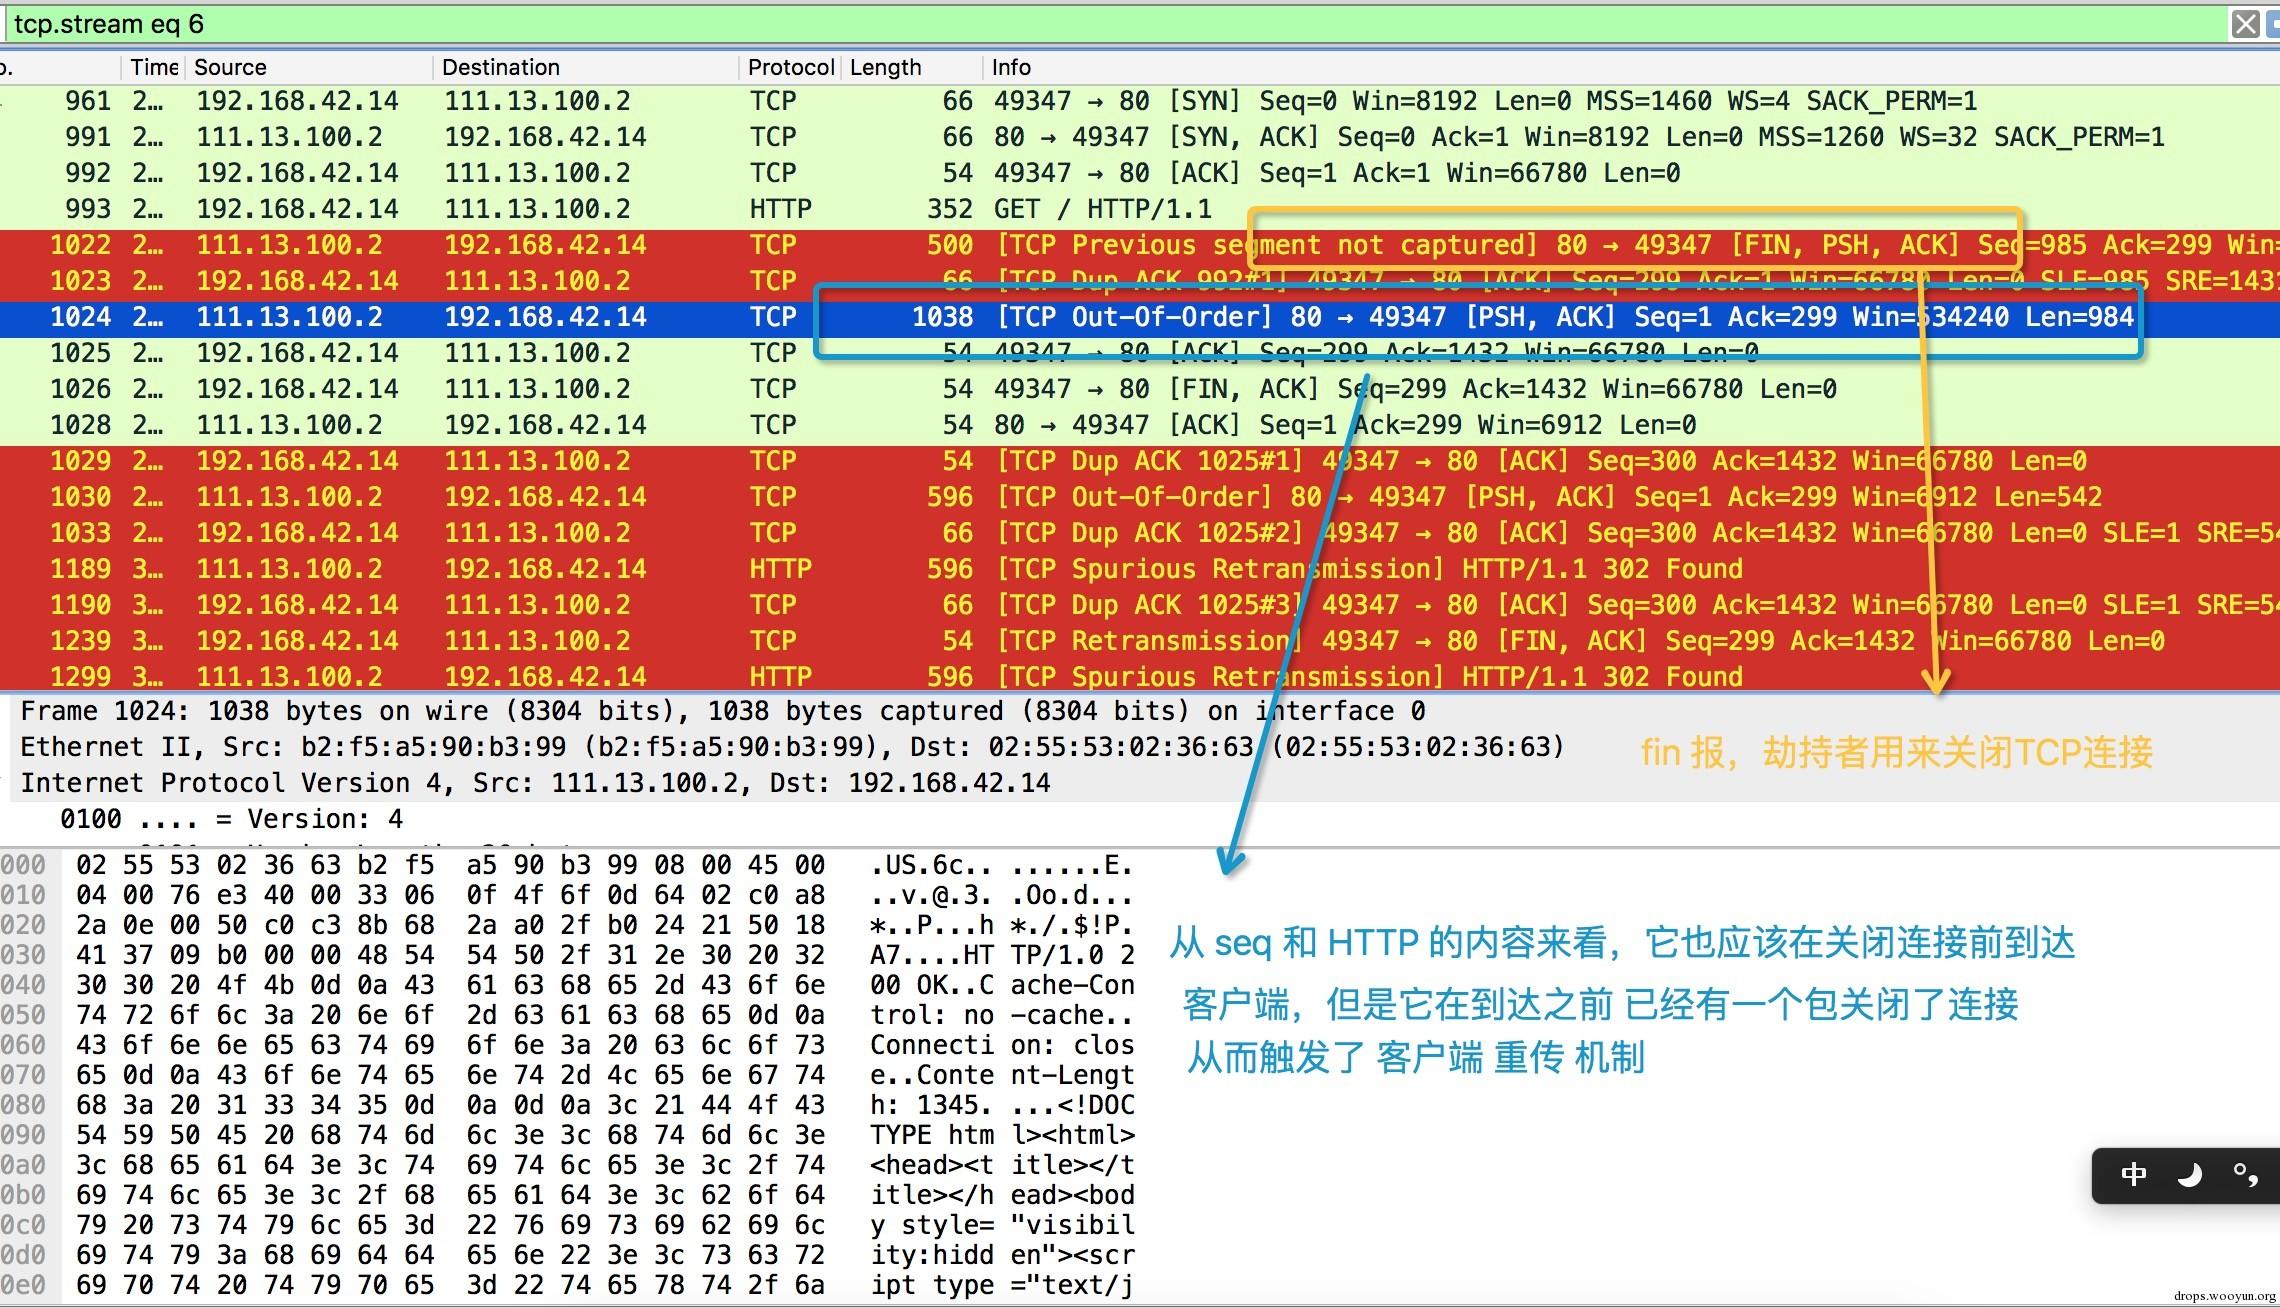 tcp.stream eq 6
Time Source Destination Protocol Length Info
961 2… 192.168.42.14 111.13.100.2 TCP 66 49347 → 80 [SYN] Seq=0 Win=8192 Len=0 MSS=1460 WS=4 SACK_PERM=1
991 2… 111.13.100.2 192.168.42.14 TCP 66 80 → 49347 [SYN, ACK] Seq=0 Ack=1 Win=8192 Len=0 MSS=1260 WS=32 SACK_PERM=1
992 2… 192.168.42.14 111.13.100.2 TCP 54 49347 → 80 [ACK] Seq=1 Ack=1 Win=66780 Len=0
993 2… 192.168.42.14 111.13.100.2 HTTP 352 GET / HTTP/1.1
1022 2… 111.13.100.2 192.168.42.14 TCP 500 [TCP Previous segment not captured] 80 → 49347 [FIN, PSH, ACK] Seq=985 Ack=299 Win=
1023 2… 192.168.42.14 111.13.100.2 TCP 66 [TCP Dup ACK 992#1] 49347 → 80 [ACK] Seq=299 Ack=1 Win=66780 Len=0 SLE=985 SRE=1431
1024 2… 111.13.100.2 192.168.42.14 TCP 1038 [TCP Out-Of-Order] 80 → 49347 [PSH, ACK] Seq=1 Ack=299 Win=534240 Len=984
1025 2… 192.168.42.14 111.13.100.2 TCP 54 49347 → 80 [ACK] Seq=299 Ack=1432 Win=66780 Len=0
1026 2… 192.168.42.14 111.13.100.2 TCP 54 49347 → 80 [FIN, ACK] Seq=299 Ack=1432 Win=66780 Len=0
1028 2… 111.13.100.2 192.168.42.14 TCP 54 80 → 49347 [ACK] Seq=1 Ack=299 Win=6912 Len=0
1029 2… 192.168.42.14 111.13.100.2 TCP 54 [TCP Dup ACK 1025#1] 49347 → 80 [ACK] Seq=300 Ack=1432 Win=66780 Len=0
1030 2… 111.13.100.2 192.168.42.14 TCP 596 [TCP Out-Of-Order] 80 → 49347 [PSH, ACK] Seq=1 Ack=299 Win=6912 Len=542
1033 2… 192.168.42.14 111.13.100.2 TCP 66 [TCP Dup ACK 1025#2] 49347 → 80 [ACK] Seq=300 Ack=1432 Win=66780 Len=0 SLE=1 SRE=54
1189 3… 111.13.100.2 192.168.42.14 HTTP 596 [TCP Spurious Retransmission] HTTP/1.1 302 Found
1190 3… 192.168.42.14 111.13.100.2 TCP 66 [TCP Dup ACK 1025#3] 49347 → 80 [ACK] Seq=300 Ack=1432 Win=66780 Len=0 SLE=1 SRE=54
1239 3… 192.168.42.14 111.13.100.2 TCP 54 [TCP Retransmission] 49347 → 80 [FIN, ACK] Seq=299 Ack=1432 Win=66780 Len=0
1299 3… 111.13.100.2 192.168.42.14 HTTP 596 [TCP Spurious Retransmission] HTTP/1.1 302 Found
Frame 1024: 1038 bytes on wire (8304 bits), 1038 bytes captured (8304 bits) on interface 0
Ethernet II, Src: b2:f5:a5:90:b3:99 (b2:f5:a5:90:b3:99), Dst: 02:55:53:02:36:63 (02:55:53:02:36:63)
fin 报，劫持者用来关闭TCP连接
Internet Protocol Version 4, Src: 111.13.100.2, Dst: 192.168.42.14
0100 .... = Version: 4
000 02 55 53 02 36 63 b2 f5 a5 90 b3 99 08 00 45 00 .US.6c.. ......E.
010 04 00 76 e3 40 00 33 06 0f 4f 6f 0d 64 02 c0 a8 ..v.@.3. .Oo.d...
020 2a 0e 00 50 c0 c3 8b 68 2a a0 2f b0 24 21 50 18 *..P...h *./.$!P.
030 41 37 09 b0 00 00 48 54 54 50 2f 31 2e 30 20 32 A7....HT TP/1.0 2
040 30 30 20 4f 4b 0d 0a 43 61 63 68 65 2d 43 6f 6e 00 OK..C ache-Con
050 74 72 6f 6c 3a 20 6e 6f 2d 63 61 63 68 65 0d 0a trol: no -cache..
060 43 6f 6e 6e 65 63 74 69 6f 6e 3a 20 63 6c 6f 73 Connecti on: clos
070 65 0d 0a 43 6f 6e 74 65 6e 74 2d 4c 65 6e 67 74 e..Conte nt-Lengt
080 68 3a 20 31 33 34 35 0d 0a 0d 0a 3c 21 44 4f 43 h: 1345. ...<!DOC
090 54 59 50 45 20 68 74 6d 6c 3e 3c 68 74 6d 6c 3e TYPE htm l><html>
0a0 3c 68 65 61 64 3e 3c 74 69 74 6c 65 3e 3c 2f 74 <head><t itle></t
0b0 69 74 6c 65 3e 3c 2f 68 65 61 64 3e 3c 62 6f 64 itle></h ead><bod
0c0 79 20 73 74 79 6c 65 3d 22 76 69 73 69 62 69 6c y style= "visibil
0d0 69 74 79 3a 68 69 64 64 65 6e 22 3e 3c 73 63 72 ity:hidd en"><scr
0e0 69 70 74 20 74 79 70 65 3d 22 74 65 78 74 2f 6a ipt type ="text/j
从 seq 和 HTTP 的内容来看，它也应该在关闭连接前到达
客户端，但是它在到达之前 已经有一个包关闭了连接
从而触发了 客户端 重传 机制
中
drops.wooyun.org